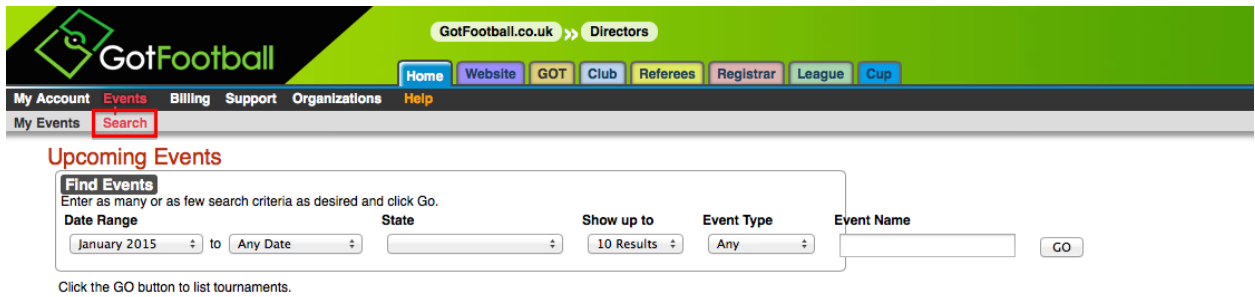 GotFootball
GotFootball.co.uk » Directors
Home Website GOT Club Referees Registrar League Cup
My Account Events Billing Support Organizations Help
My Events Search
Upcoming Events
Find Events
Enter as many or as few search criteria as desired and click Go.
Date Range State Show up to Event Type Event Name
January 2015 to Any Date 10 Results Any GO
Click the GO button to list tournaments.